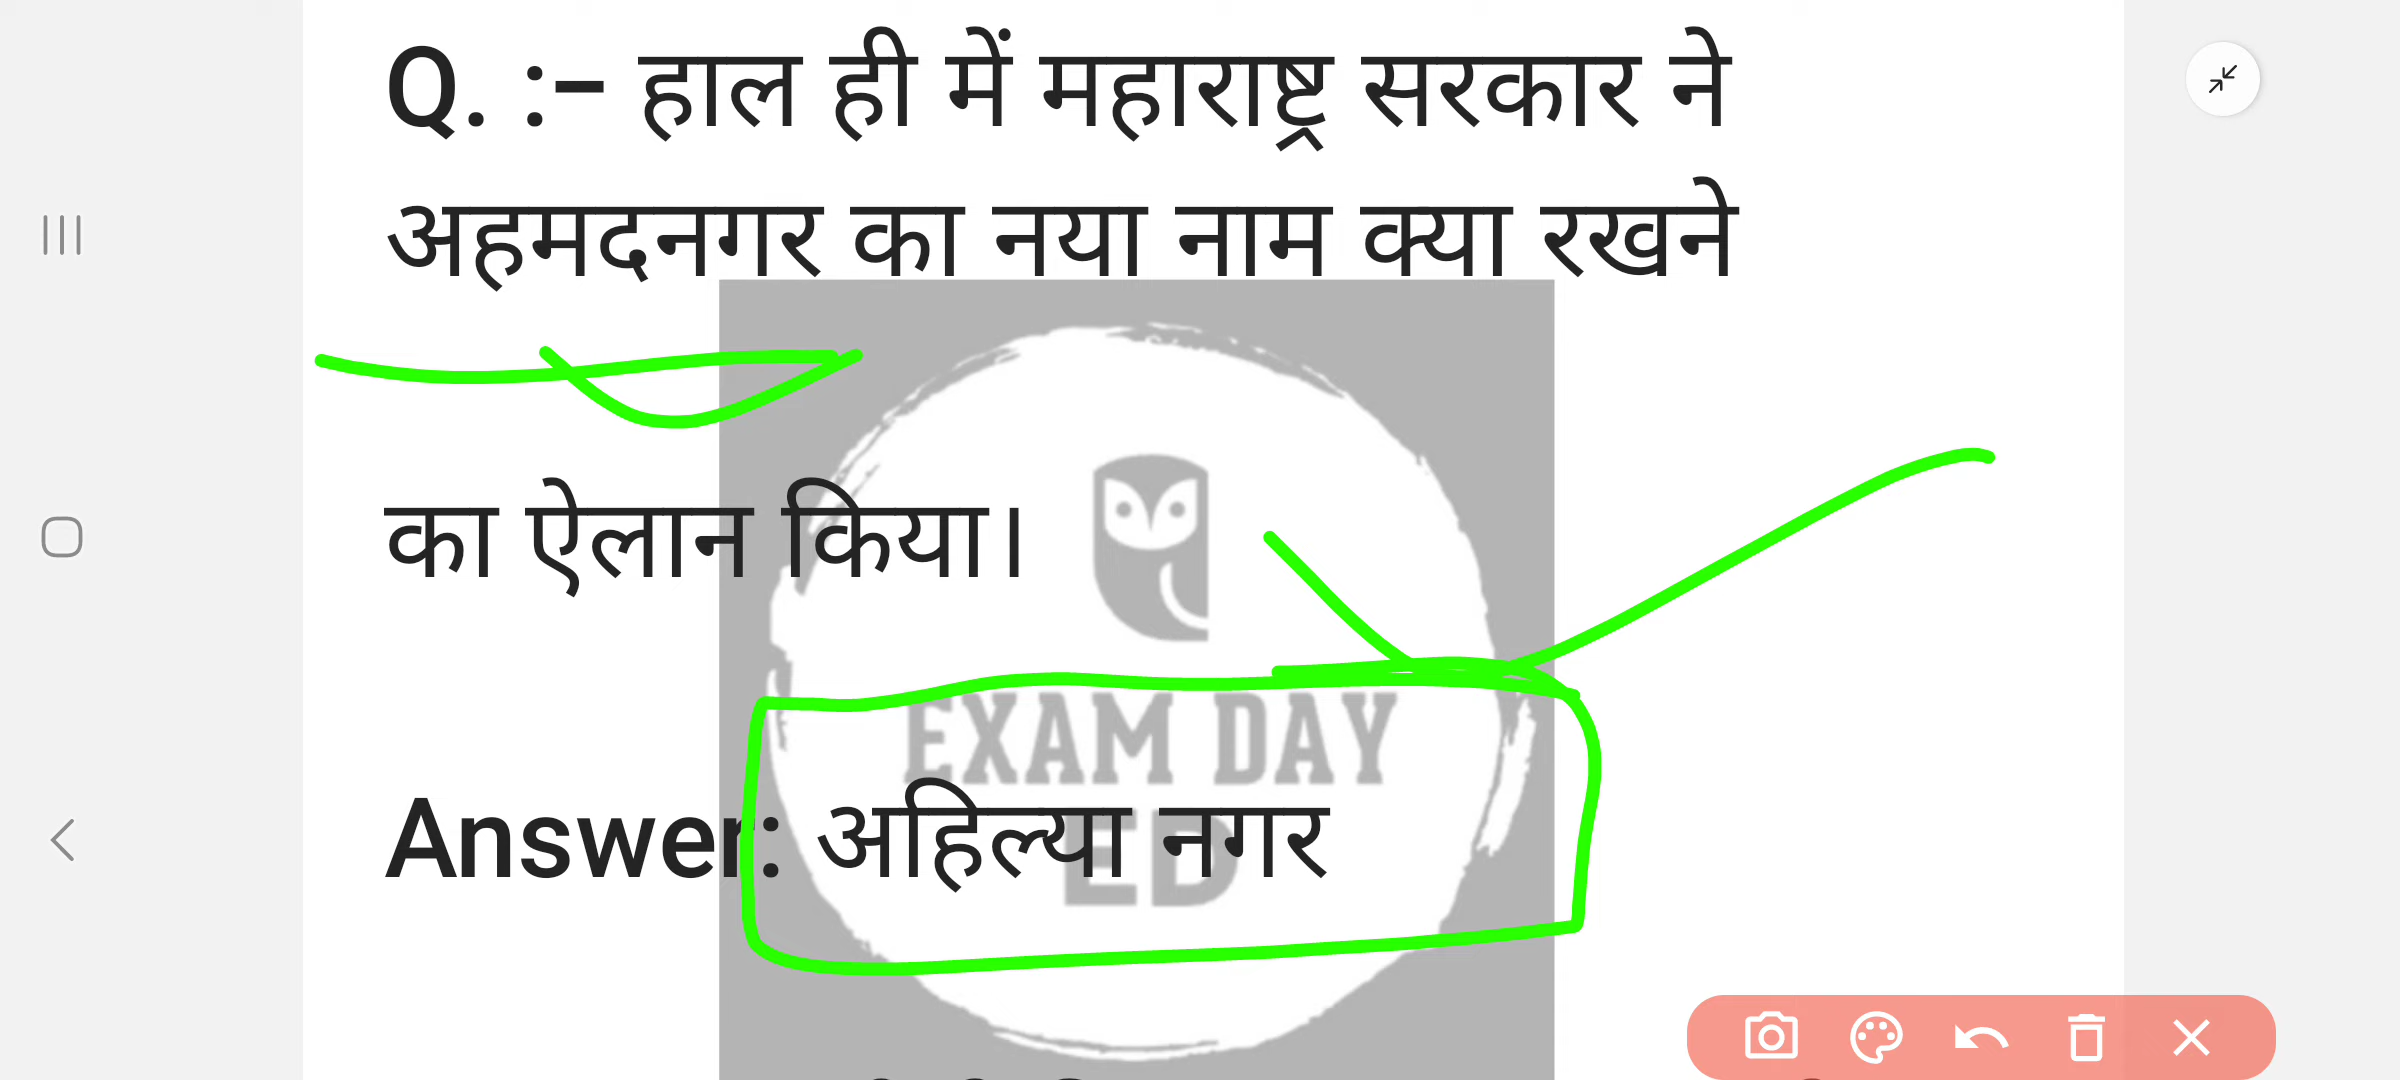 Q. :– हाल ही में महाराष्ट्र सरकार ने
अहमदनगर का नया नाम क्या रखने
का ऐलान किया।
EXAM DAY
Answer: अहिल्या नगर
ED